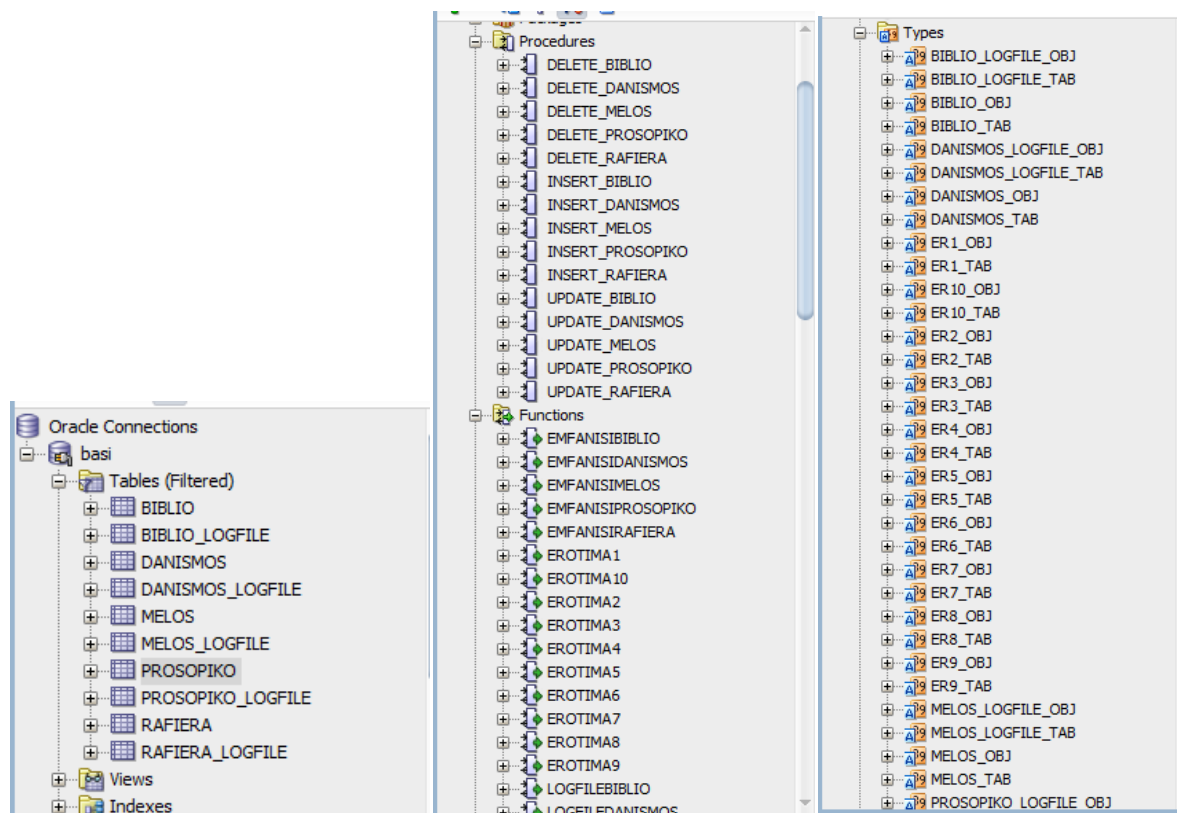 Oracle Connections
basi
Tables (Filtered)
BIBLIO
BIBLIO_LOGFILE
DANISMOS
DANISMOS_LOGFILE
MELOS
MELOS_LOGFILE
PROSOPIKO
PROSOPIKO_LOGFILE
RAFIERA
RAFIERA_LOGFILE
Views
Indexes
Packages
Procedures
DELETE_BIBLIO
DELETE_DANISMOS
DELETE_MELOS
DELETE_PROSOPIKO
DELETE_RAFIERA
INSERT_BIBLIO
INSERT_DANISMOS
INSERT_MELOS
INSERT_PROSOPIKO
INSERT_RAFIERA
UPDATE_BIBLIO
UPDATE_DANISMOS
UPDATE_MELOS
UPDATE_PROSOPIKO
UPDATE_RAFIERA
Functions
EMFANISIBIBLIO
EMFANISIDANISMOS
EMFANISIMELOS
EMFANISIPROSOPIKO
EMFANISIRAFIERA
EROTIMA1
EROTIMA10
EROTIMA2
EROTIMA3
EROTIMA4
EROTIMA5
EROTIMA6
EROTIMA7
EROTIMA8
EROTIMA9
LOGFILEBIBLIO
LOGFILEDANISMOS
Types
BIBLIO_LOGFILE_OBJ
BIBLIO_LOGFILE_TAB
BIBLIO_OBJ
BIBLIO_TAB
DANISMOS_LOGFILE_OBJ
DANISMOS_LOGFILE_TAB
DANISMOS_OBJ
DANISMOS_TAB
ER1_OBJ
ER1_TAB
ER10_OBJ
ER10_TAB
ER2_OBJ
ER2_TAB
ER3_OBJ
ER3_TAB
ER4_OBJ
ER4_TAB
ER5_OBJ
ER5_TAB
ER6_OBJ
ER6_TAB
ER7_OBJ
ER7_TAB
ER8_OBJ
ER8_TAB
ER9_OBJ
ER9_TAB
MELOS_LOGFILE_OBJ
MELOS_LOGFILE_TAB
MELOS_OBJ
MELOS_TAB
PROSOPIKO_LOGFILE_OBJ